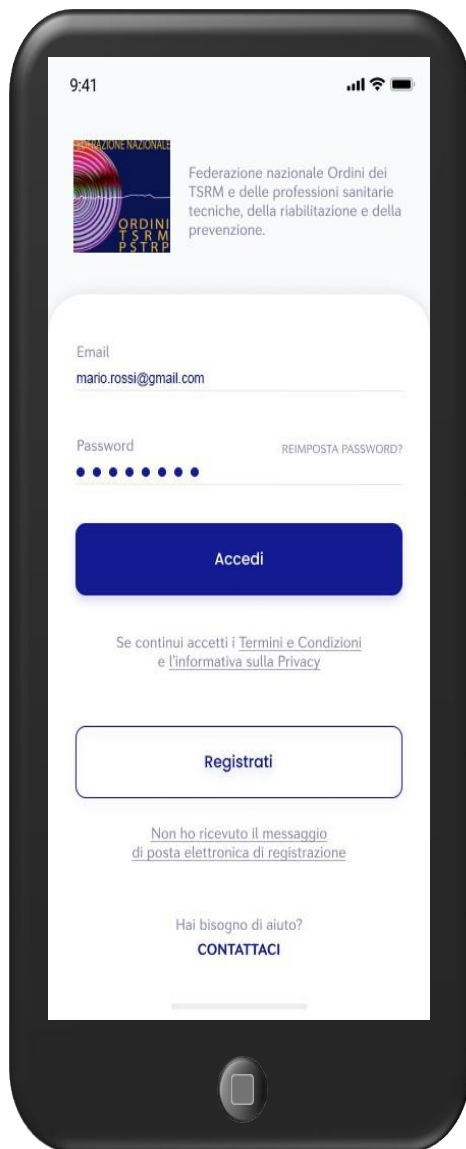 9:41
FEDERAZIONE NAZIONALE
ORDINI
TSRM
PSTRP
Federazione nazionale Ordini dei
TSRM e delle professioni sanitarie
tecniche, della riabilitazione e della
prevenzione.
Email
mario.rossi@gmail.com
Password
REIMPOSTA PASSWORD?
Accedi
Se continui accetti i Termini e Condizioni
e l'informativa sulla Privacy
Registrati
Non ho ricevuto il messaggio
di posta elettronica di registrazione
Hai bisogno di aiuto?
CONTATTACI